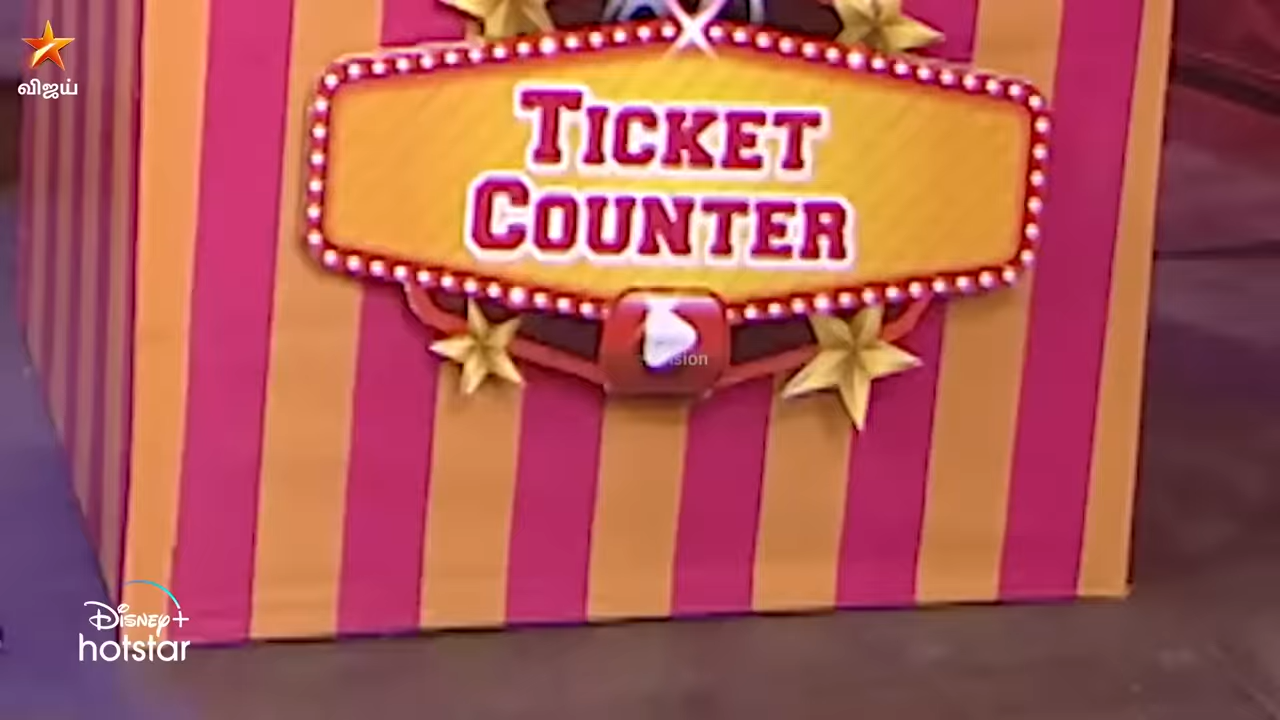 விஜய்
TICKET
COUNTER
Disney+
hotstar